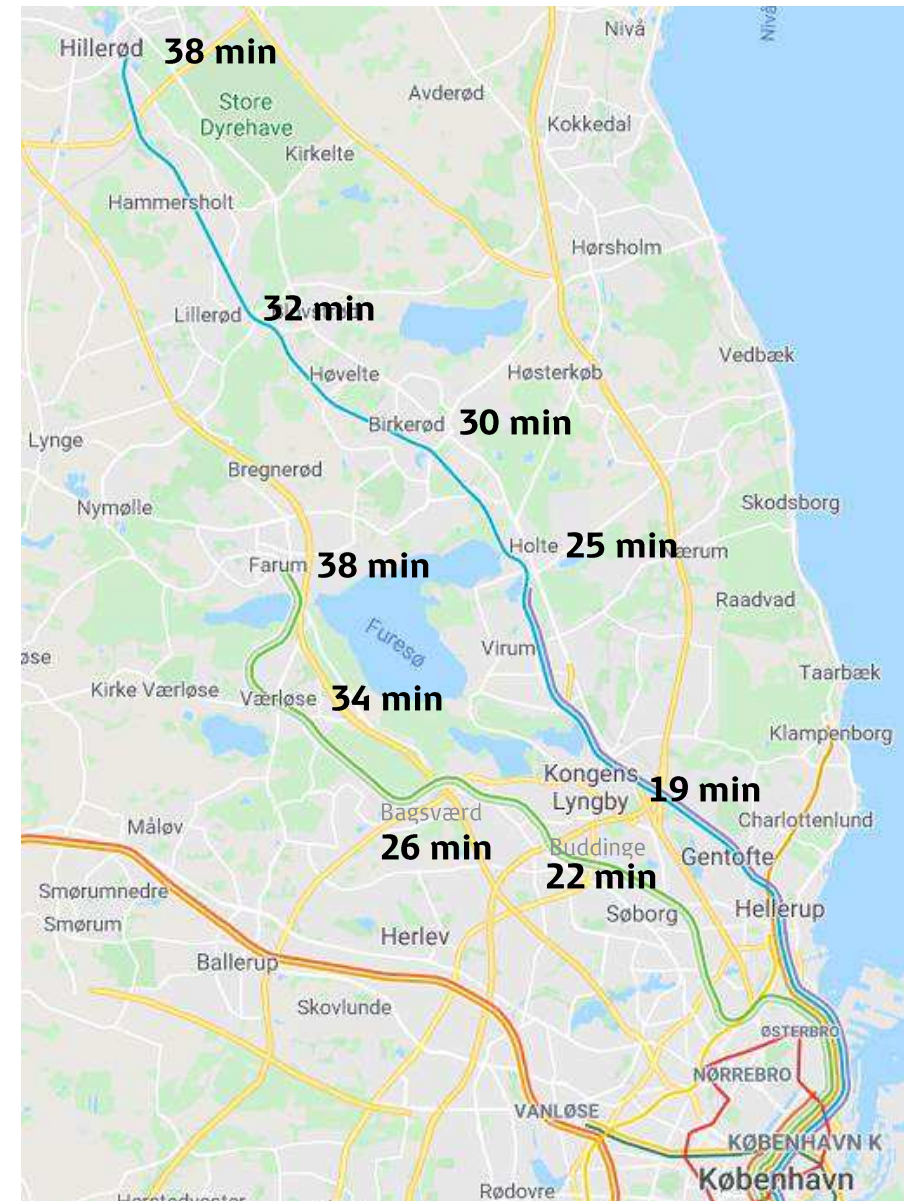 Nivå
Nivå
Hillerød 38 min
Avderød
Store
Dyrehave
Kokkedal
Kirkelte
Hammersholt
Hørsholm
Lillerød 32 min
Vedbæk
Høvelte
Høsterkøb
Birkerød 30 min
Lynge
Bregnerød
Nymølle
Skodsborg
Holte 25 min
Nærum
Farum 38 min
Raadvad
Furesø
Virum
øse
Taarbæk
Kirke Værløse
Værløse 34 min
Klampenborg
Kongens
Lyngby 19 min
Bagsværd
26 min
Charlottenlund
Måløv
Buddinge
22 min
Gentofte
Smørumnedre
Smørum
Søborg
Hellerup
Herlev
Ballerup
Skovlunde
ØSTERBRO
NØRREBRO
VANLØSE
KØBENHAVN K
København
Rødovre